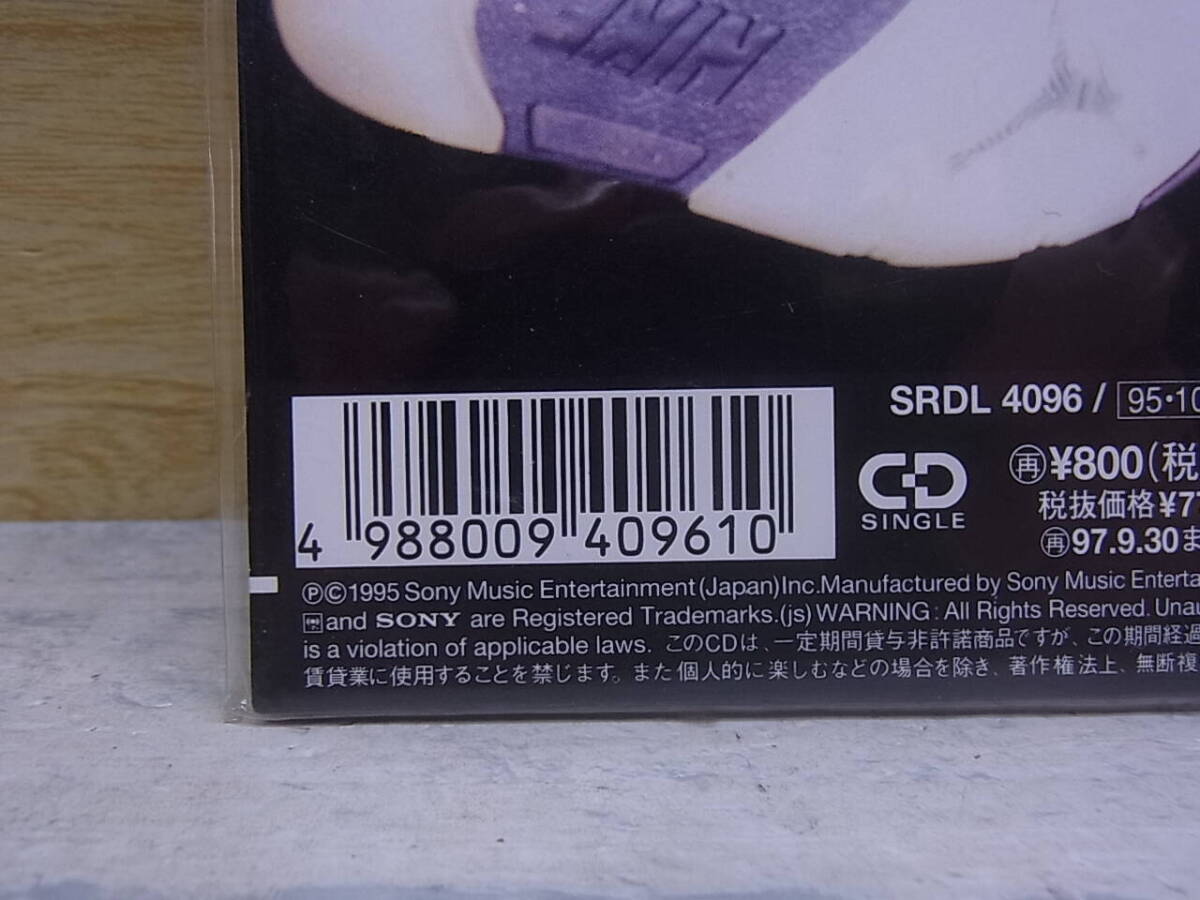 SRDL 4096 / 95・10
再¥800(税
税抜価格¥7
再97.9.30ま
CD
SINGLE
4 988009 409610
ⓅⒸ1995 Sony Music Entertainment(Japan)Inc.Manufactured by Sony Music Enterta
and SONY are Registered Trademarks.(js) WARNING: All Rights Reserved. Unau
is a violation of applicable laws. このCDは、一定期間貸与非許諾商品ですが、この期間経過
賃貸業に使用することを禁じます。また個人的に楽しむなどの場合を除き、著作権法上、無断複